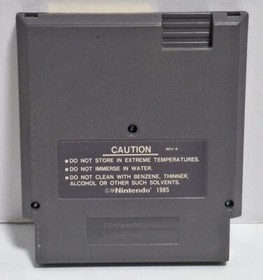 CAUTION
REV-A
• DO NOT STORE IN EXTREME TEMPERATURES.
• DO NOT IMMERSE IN WATER.
• DO NOT CLEAN WITH BENZENE, THINNER,
ALCOHOL OR OTHER SUCH SOLVENTS.
©® Nintendo® 1985